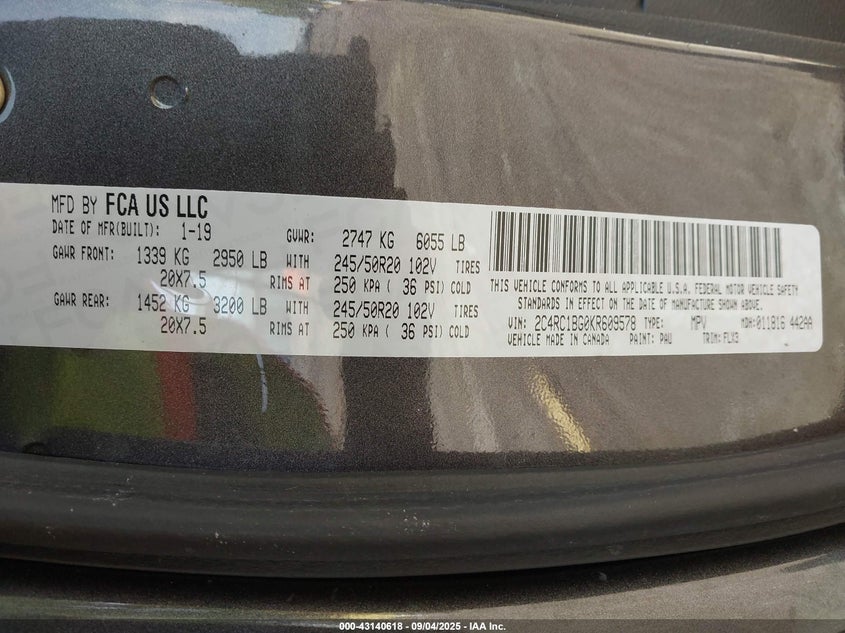 MFD BY FCA US LLC
DATE OF MFR(BUILT): 1-19 GVWR: 2747 KG 6055 LB
GAWR FRONT: 1339 KG 2950 LB WITH 245/50R20 102V TIRES
20X7.5 RIMS AT 250 KPA ( 36 PSI) COLD
GAWR REAR: 1452 KG 3200 LB WITH 245/50R20 102V TIRES
20X7.5 RIMS AT 250 KPA ( 36 PSI) COLD
THIS VEHICLE CONFORMS TO ALL APPLICABLE U.S.A. FEDERAL MOTOR VEHICLE SAFETY
STANDARDS IN EFFECT ON THE DATE OF MANUFACTURE SHOWN ABOVE.
VIN: 2C4RC1BG0KR609578 TYPE: MPV MDH:011816 442AA
VEHICLE MADE IN CANADA PAINT: PAU TRIM: FLX3
000-43140618 - 09/04/2025 - IAA Inc.